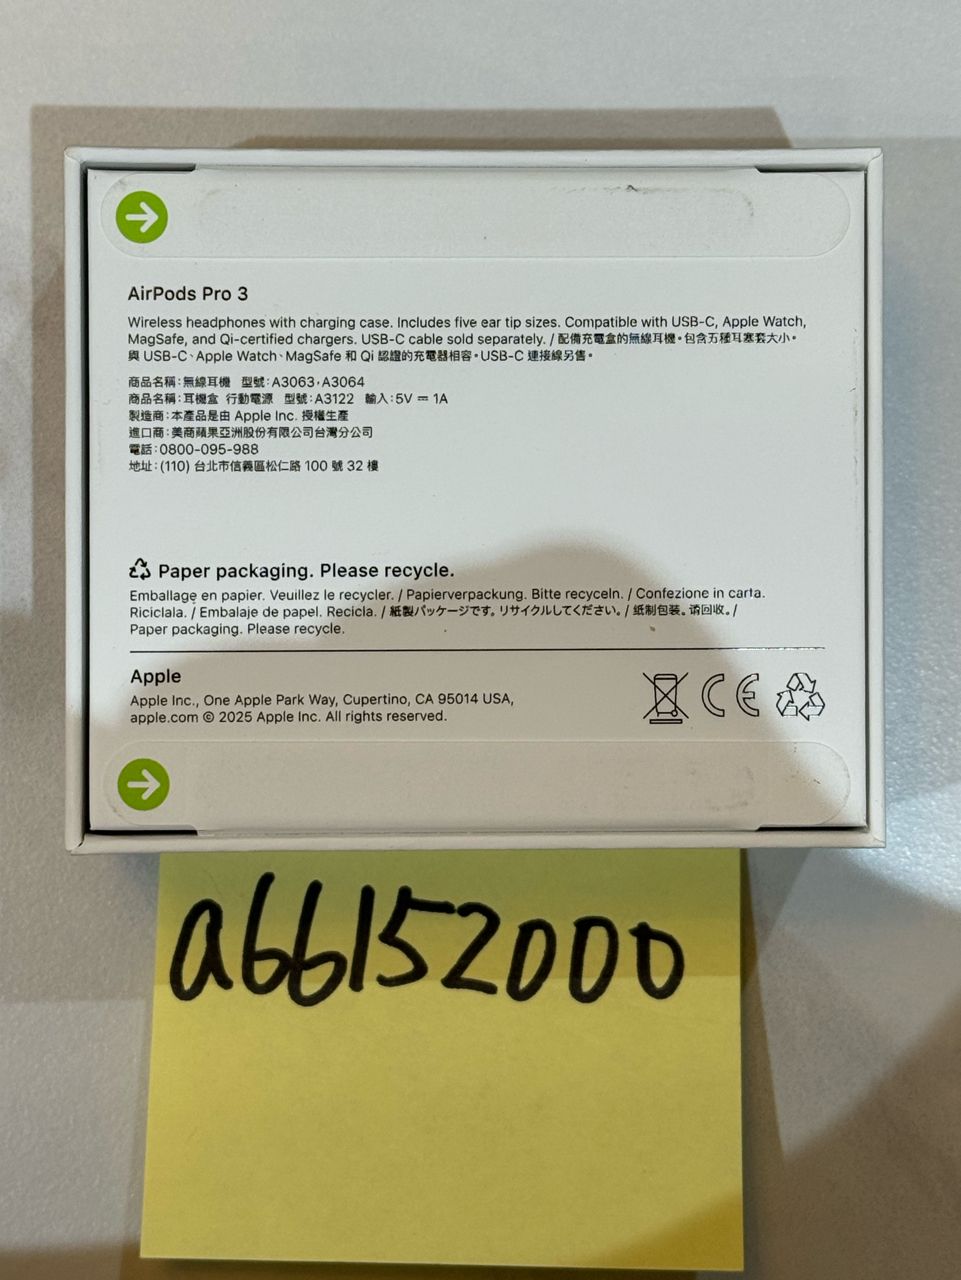 AirPods Pro 3
Wireless headphones with charging case. Includes five ear tip sizes. Compatible with USB-C, Apple Watch,
MagSafe, and Qi-certified chargers. USB-C cable sold separately. / 配備充電盒的無線耳機。包含五種耳塞套大小。
與 USB-C、Apple Watch、MagSafe 和 Qi 認證的充電器相容。USB-C 連接線另售。
商品名稱：無線耳機 型號：A3063，A3064
商品名稱：耳機盒 行動電源 型號：A3122 輸入：5V ⎓ 1A
製造商：本產品是由 Apple Inc. 授權生產
進口商：美商蘋果亞洲股份有限公司台灣分公司
電話：0800-095-988
地址：(110) 台北市信義區松仁路 100 號 32 樓
Paper packaging. Please recycle.
Emballage en papier. Veuillez le recycler. / Papierverpackung. Bitte recyceln. / Confezione in carta.
Riciclala. / Embalaje de papel. Recicla. / 紙製パッケージです。リサイクルしてください。/ 纸制包装。请回收。/
Paper packaging. Please recycle.
Apple
Apple Inc., One Apple Park Way, Cupertino, CA 95014 USA,
apple.com © 2025 Apple Inc. All rights reserved.
CE
a66152000